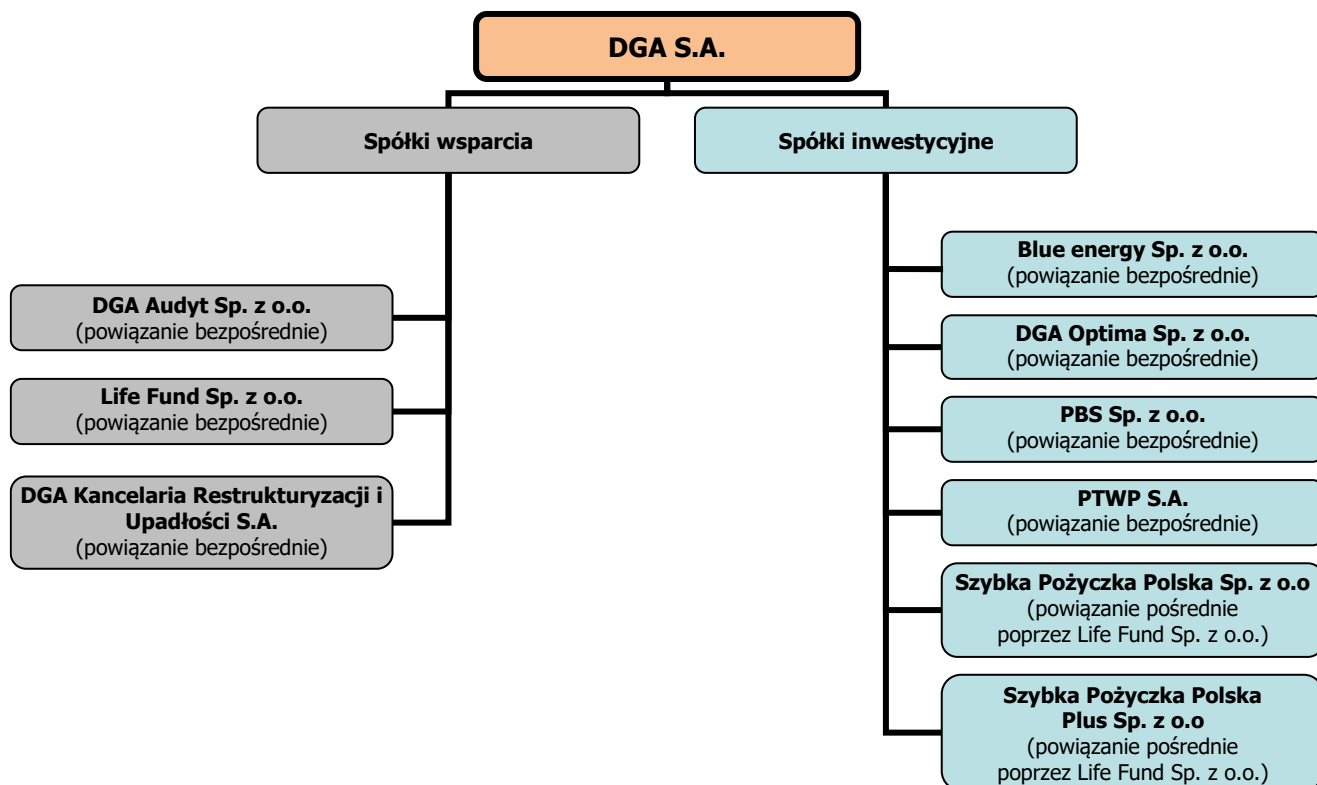 DGA S.A.
Spółki wsparcia
Spółki inwestycyjne
DGA Audyt Sp. z o.o.
(powiązanie bezpośrednie)
Life Fund Sp. z o.o.
(powiązanie bezpośrednie)
DGA Kancelaria Restrukturyzacji i
Upadłości S.A.
(powiązanie bezpośrednie)
Blue energy Sp. z o.o.
(powiązanie bezpośrednie)
DGA Optima Sp. z o.o.
(powiązanie bezpośrednie)
PBS Sp. z o.o.
(powiązanie bezpośrednie)
PTWP S.A.
(powiązanie bezpośrednie)
Szybka Pożyczka Polska Sp. z o.o
(powiązanie pośrednie
poprzez Life Fund Sp. z o.o.)
Szybka Pożyczka Polska
Plus Sp. z o.o
(powiązanie pośrednie
poprzez Life Fund Sp. z o.o.)